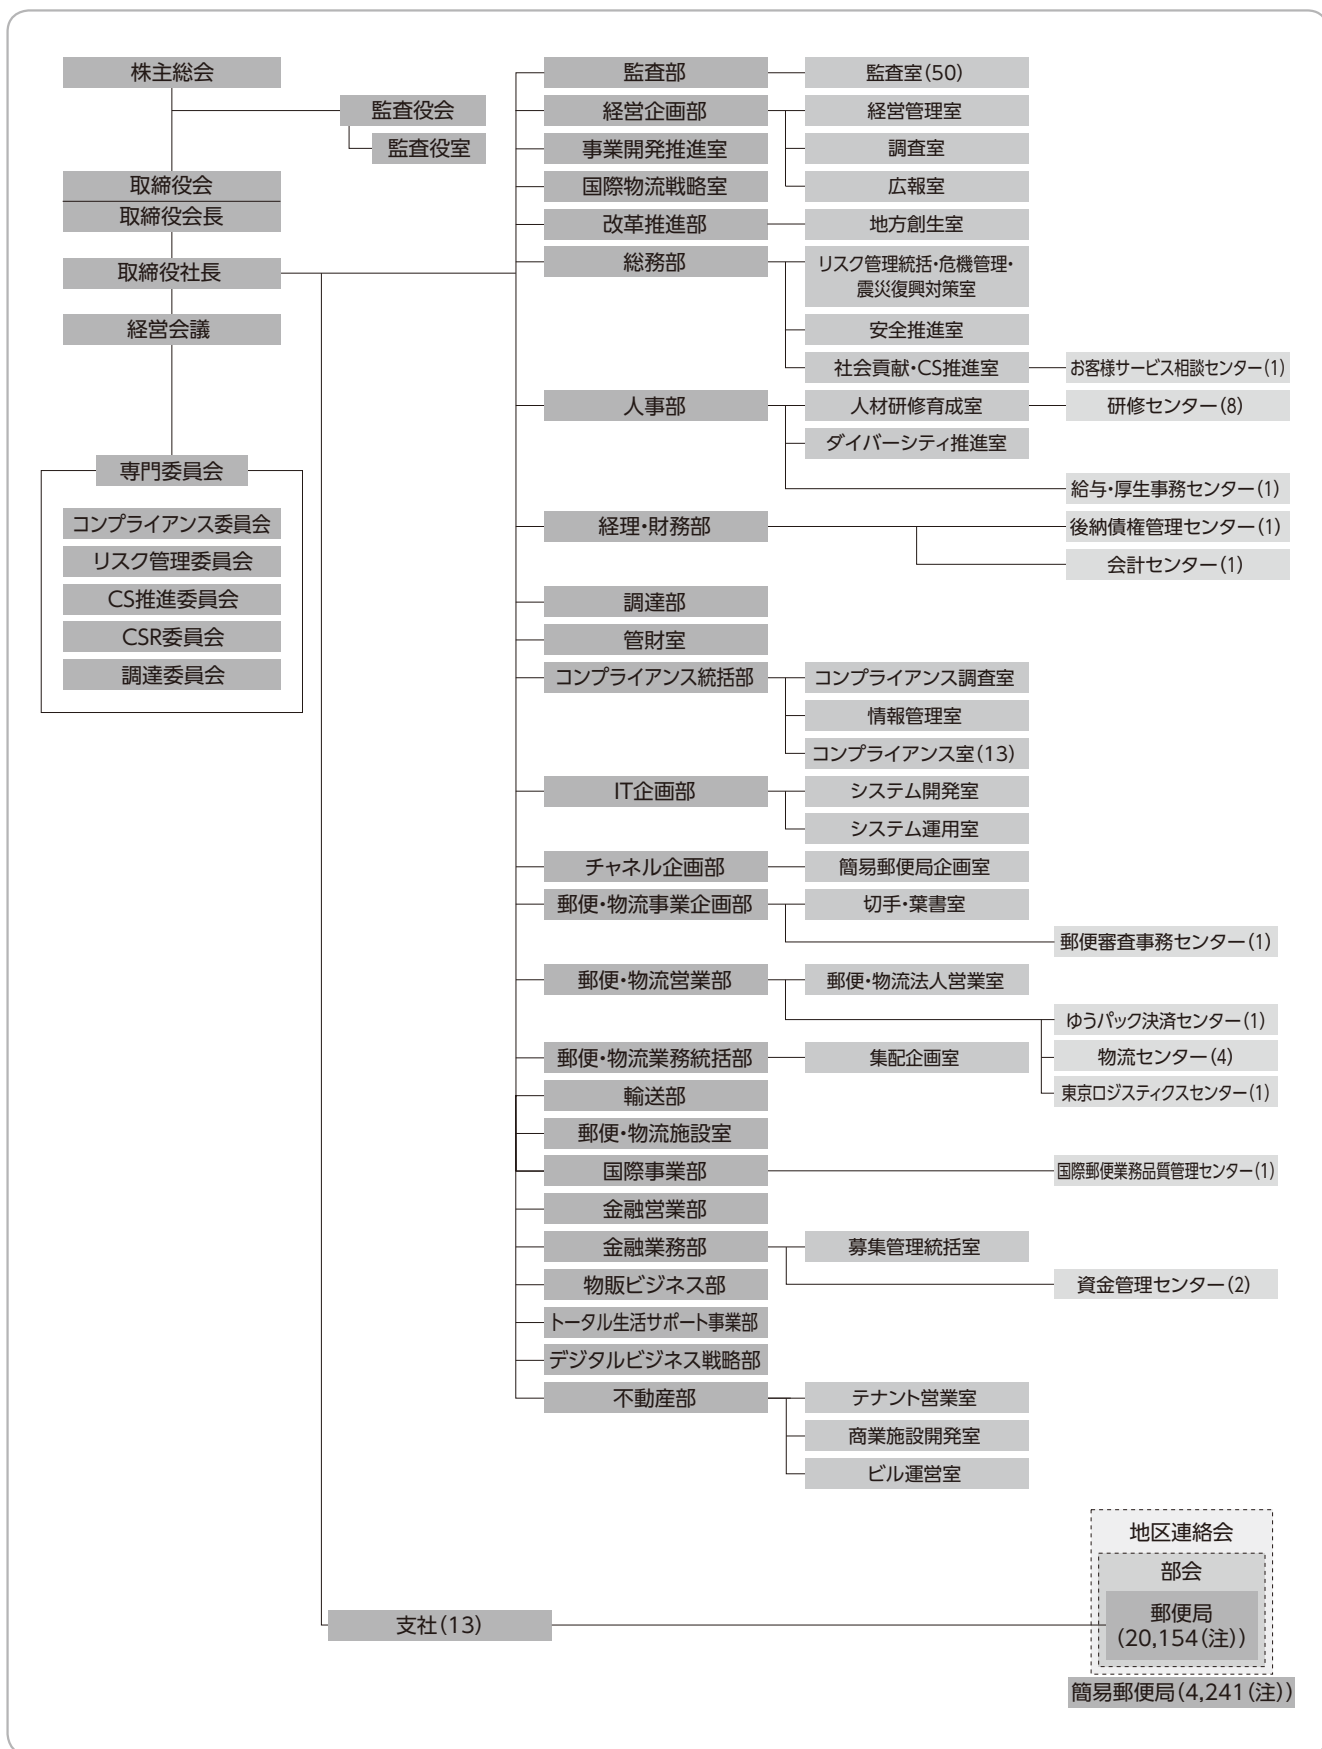 株主総会
監査役会
監査役室
取締役会
取締役会長
取締役社長
経営会議
専門委員会
コンプライアンス委員会
リスク管理委員会
CS推進委員会
CSR委員会
調達委員会
監査部
監査室(50)
経営企画部
経営管理室
事業開発推進室
調査室
国際物流戦略室
広報室
改革推進部
地方創生室
総務部
リスク管理統括・危機管理・
震災復興対策室
安全推進室
社会貢献・CS推進室
お客様サービス相談センター(1)
人事部
人材研修育成室
研修センター(8)
ダイバーシティ推進室
給与・厚生事務センター(1)
経理・財務部
後納債権管理センター(1)
会計センター(1)
調達部
管財室
コンプライアンス統括部
コンプライアンス調査室
情報管理室
コンプライアンス室(13)
IT企画部
システム開発室
システム運用室
チャネル企画部
簡易郵便局企画室
郵便・物流事業企画部
切手・葉書室
郵便審査事務センター(1)
郵便・物流営業部
郵便・物流法人営業室
ゆうパック決済センター(1)
物流センター(4)
東京ロジスティクスセンター(1)
郵便・物流業務統括部
集配企画室
輸送部
郵便・物流施設室
国際事業部
国際郵便業務品質管理センター(1)
金融営業部
金融業務部
募集管理統括室
資金管理センター(2)
物販ビジネス部
トータル生活サポート事業部
デジタルビジネス戦略部
不動産部
テナント営業室
商業施設開発室
ビル運営室
支社(13)
地区連絡会
部会
郵便局
(20,154(注))
簡易郵便局(4,241(注))